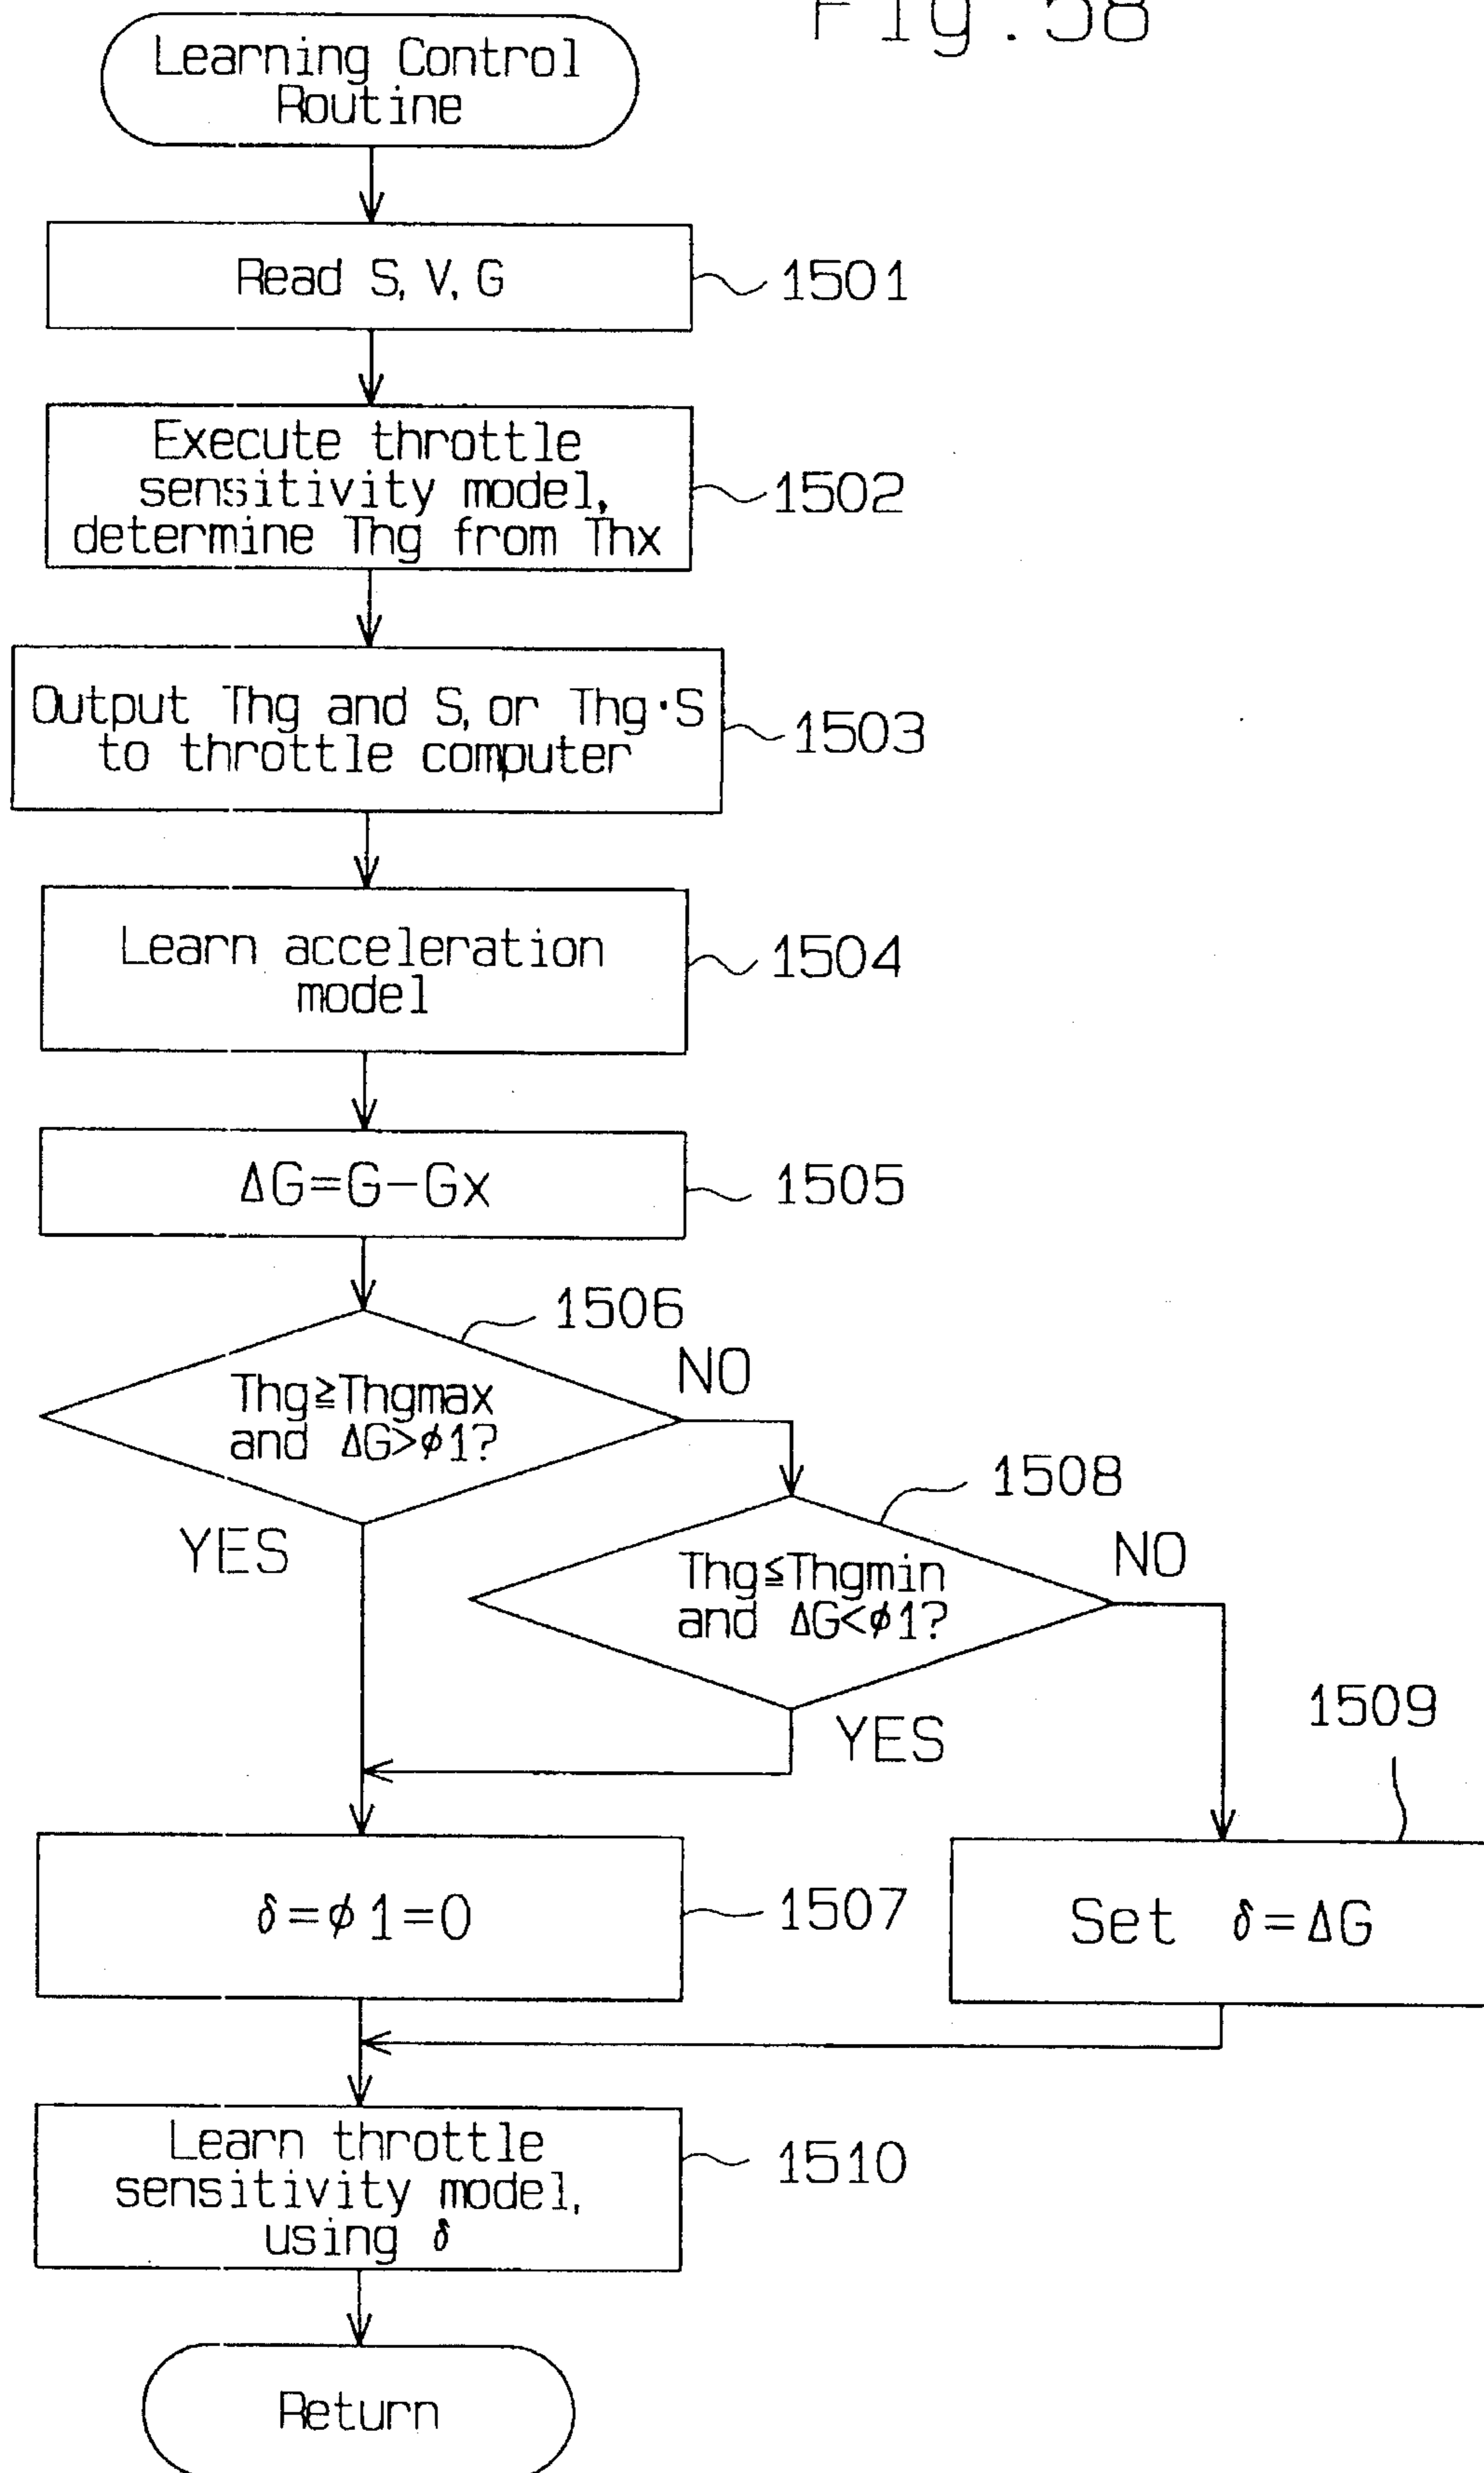 Fig.58
Learning Control
Routine
Read S, V, G
1501
Execute throttle
sensitivity model,
determine Thg from Thx
1502
Output Thg and S, or Thg·S
to throttle computer
1503
Learn acceleration
model
1504
ΔG=G-Gx
1505
1506
Thg≧Thgmax
and ΔG>φ1?
NO
YES
1508
Thg≦Thgmin
and ΔG<φ1?
NO
YES
1509
δ=φ1=0
1507
Set δ=ΔG
Learn throttle
sensitivity model,
using δ
1510
Return